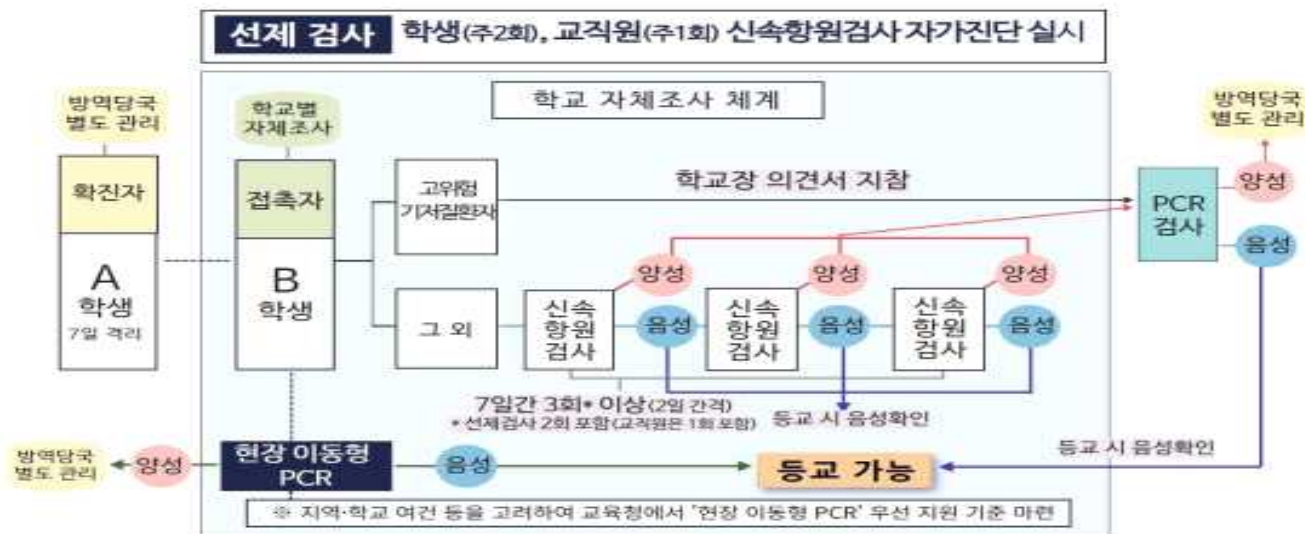 선제 검사 학생(주2회), 교직원(주1회) 신속항원검사 자가진단 실시
학교 자체조사 체계
방역당국
별도 관리
학교별
자체조사
방역당국
별도 관리
확진자
접촉자
고위험
기저질환자
학교장 의견서 지참
PCR
검사
양성
음성
A
학생
7일 격리
B
학생
그 외
양성
양성
양성
신속
항원
검사
음성
신속
항원
검사
음성
신속
항원
검사
음성
7일간 3회* 이상(2일 간격)
* 선제검사 2회 포함(교직원은 1회 포함)
등교 시 음성확인
등교 시 음성확인
방역당국
별도 관리
양성
현장 이동형
PCR
음성
등교 가능
※ 지역·학교 여건 등을 고려하여 교육청에서 '현장 이동형 PCR' 우선 지원 기준 마련